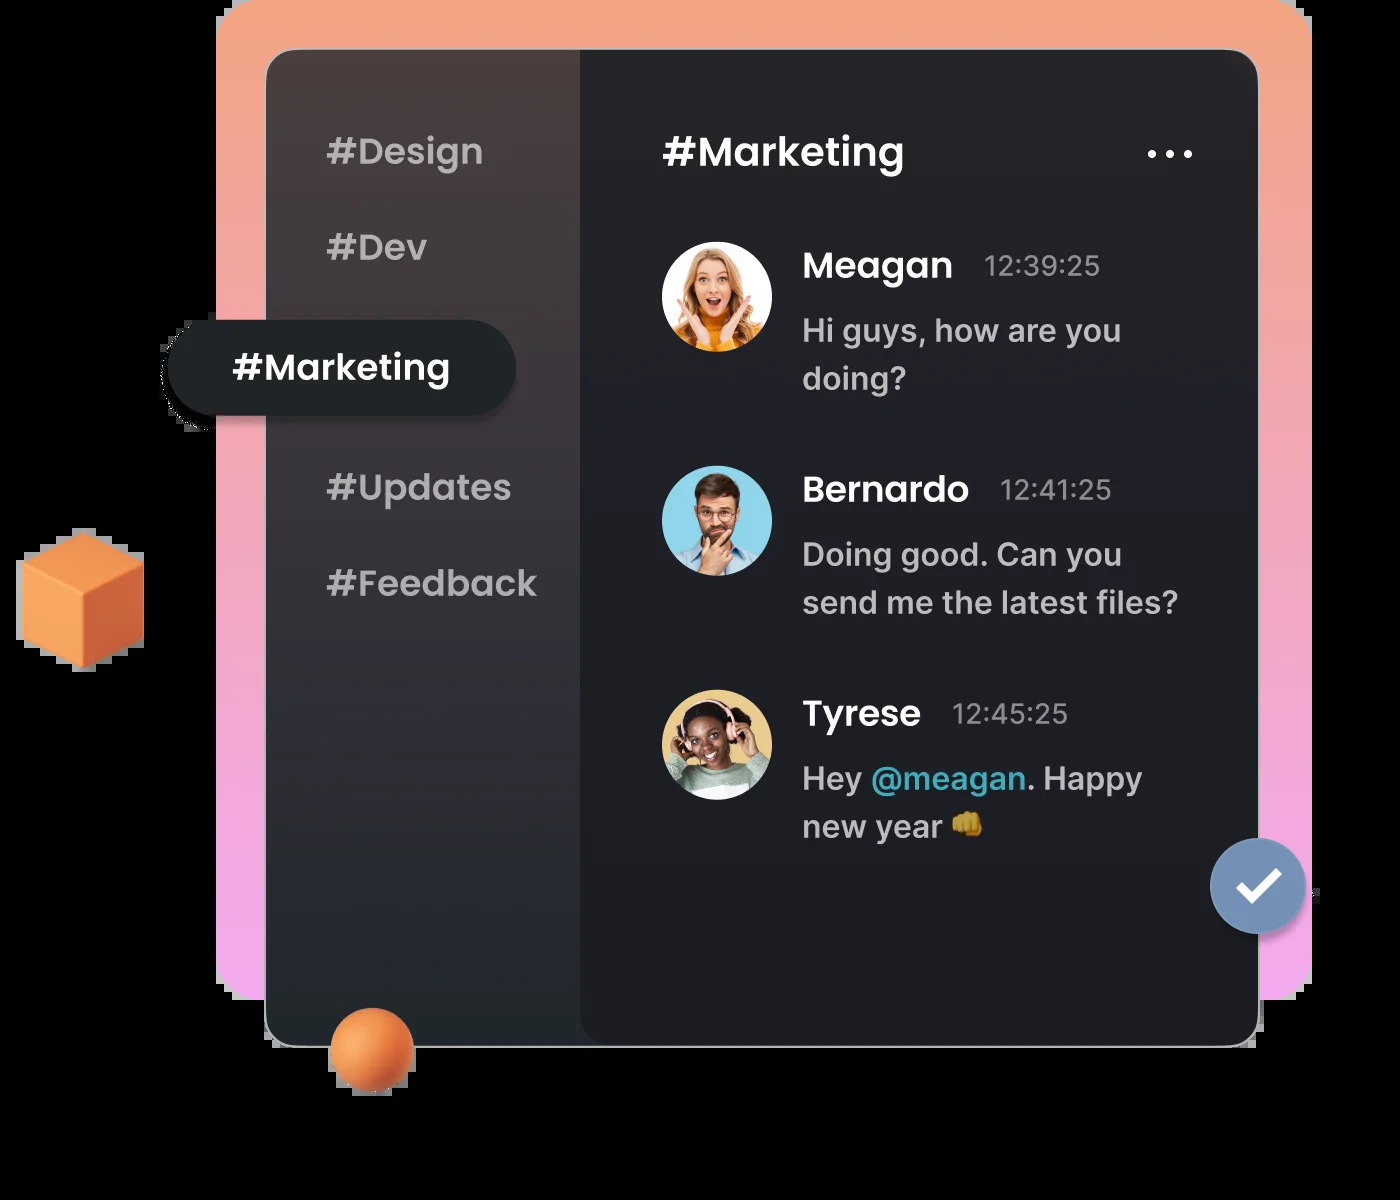 #Design
#Dev
#Marketing
#Updates
#Feedback
#Marketing
Meagan 12:39:25
Hi guys, how are you
doing?
Bernardo 12:41:25
Doing good. Can you
send me the latest files?
Tyrese 12:45:25
Hey @meagan. Happy
new year 👊